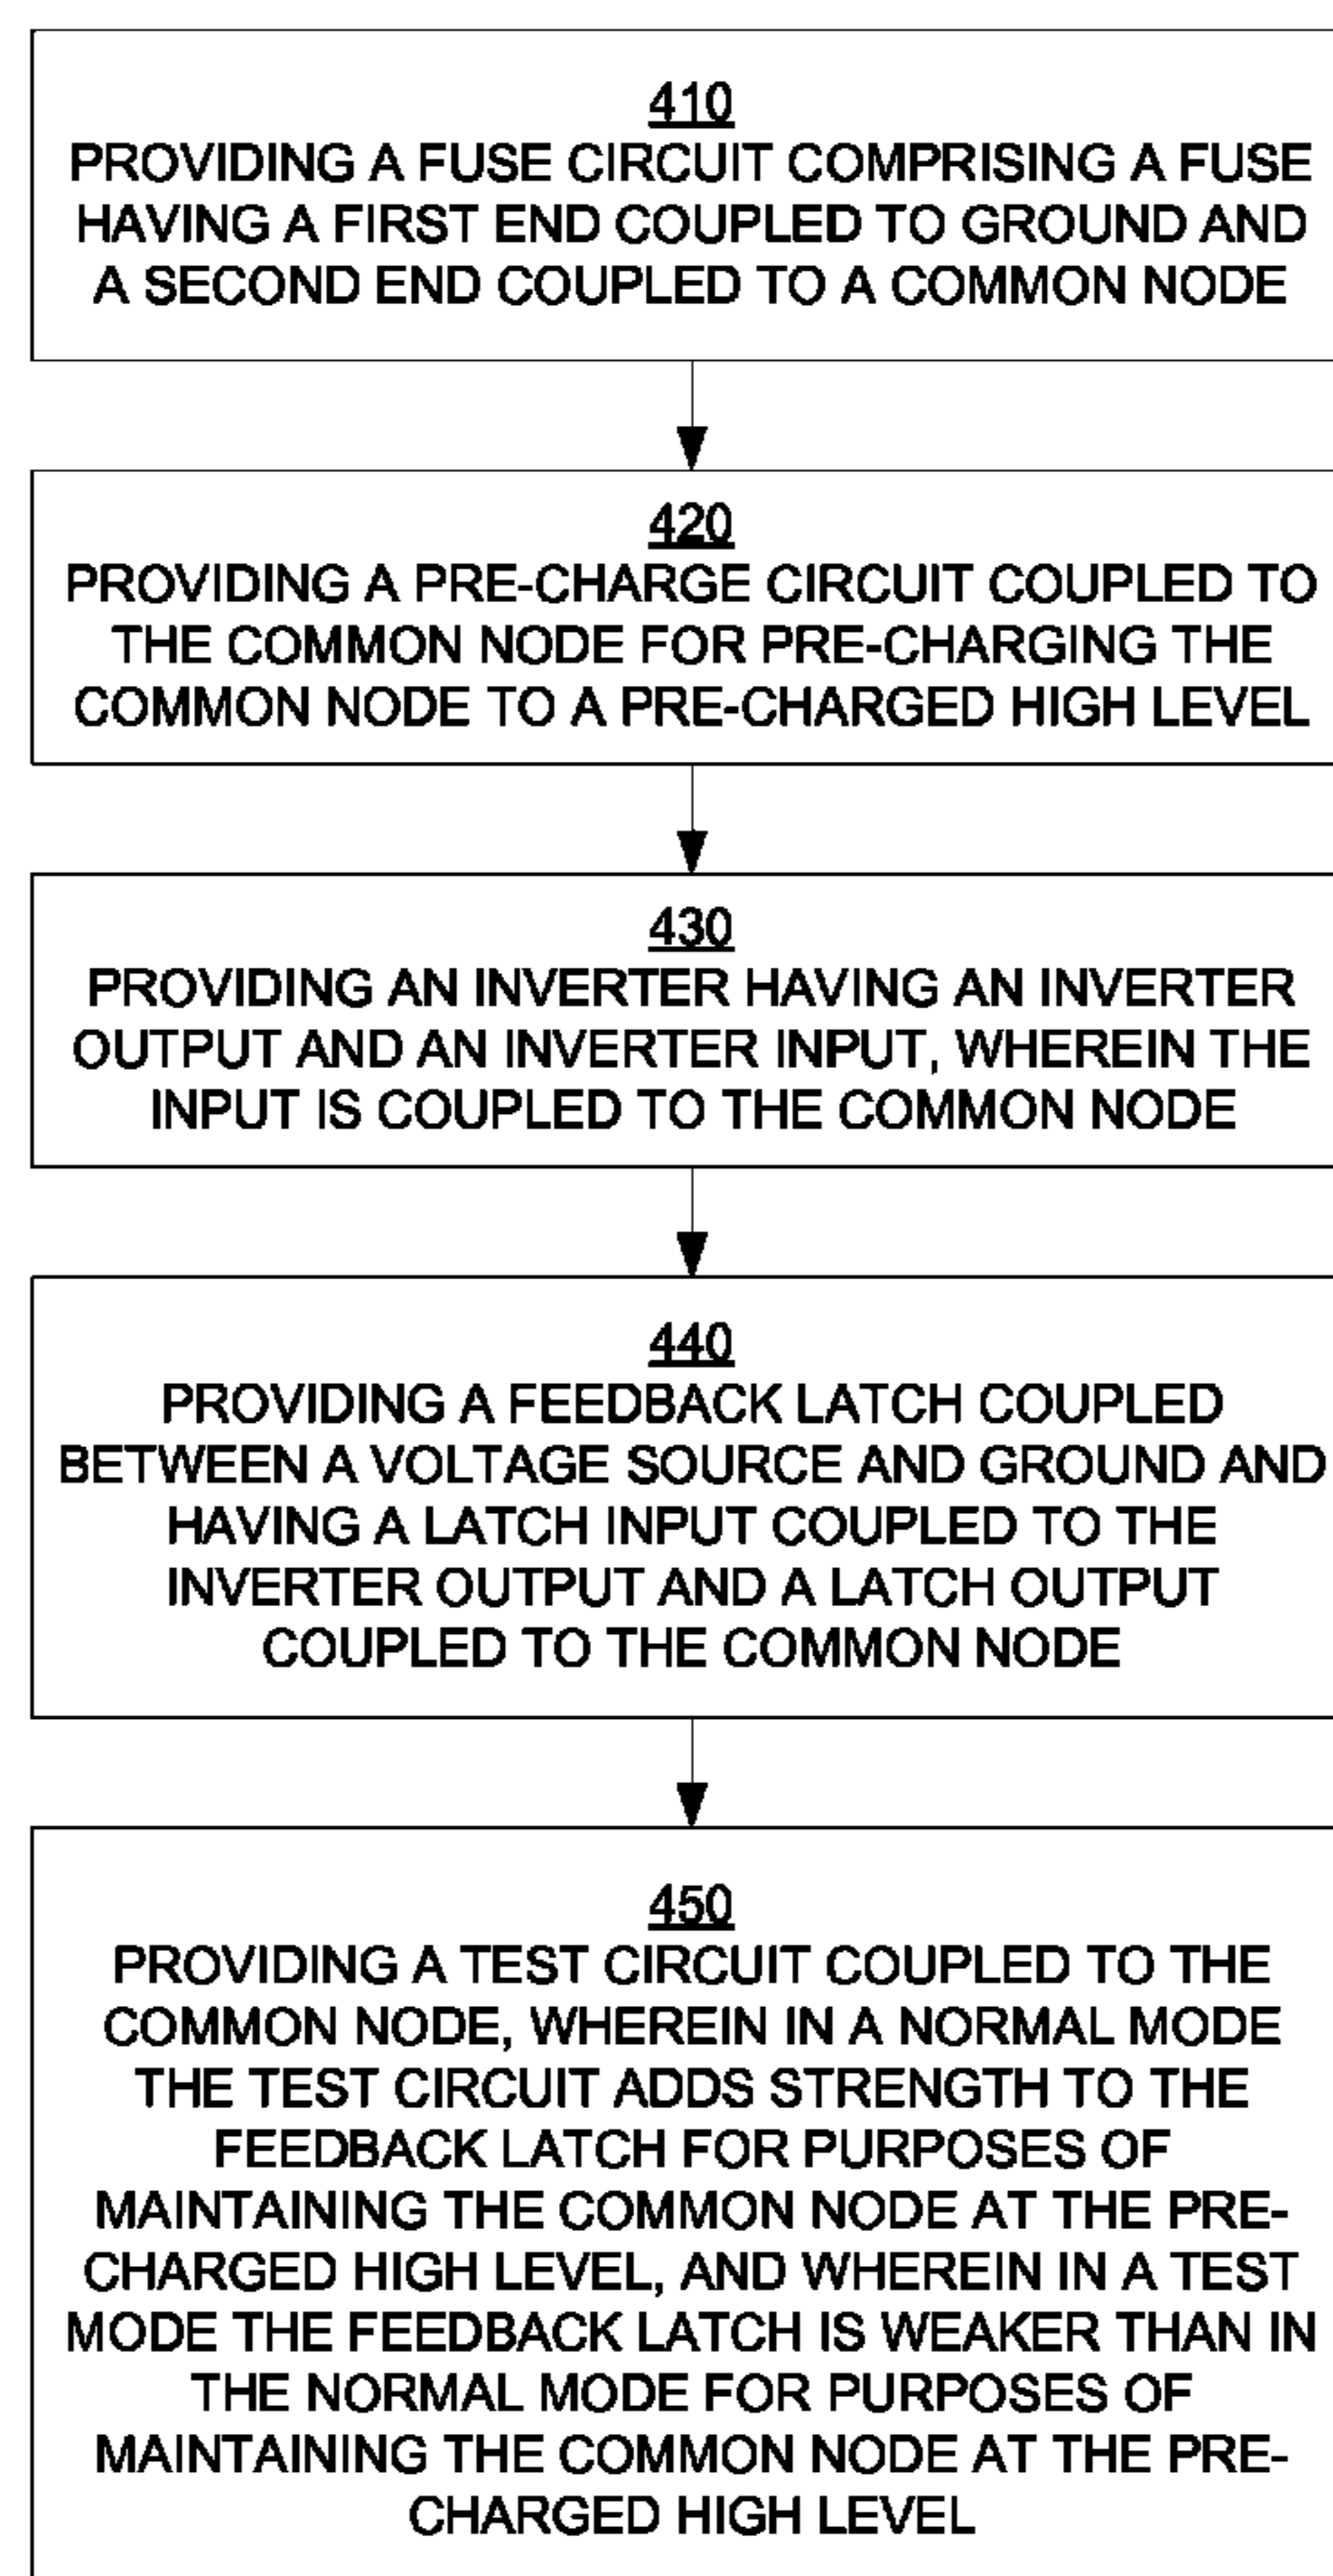 410
PROVIDING A FUSE CIRCUIT COMPRISING A FUSE
HAVING A FIRST END COUPLED TO GROUND AND
A SECOND END COUPLED TO A COMMON NODE
420
PROVIDING A PRE-CHARGE CIRCUIT COUPLED TO
THE COMMON NODE FOR PRE-CHARGING THE
COMMON NODE TO A PRE-CHARGED HIGH LEVEL
430
PROVIDING AN INVERTER HAVING AN INVERTER
OUTPUT AND AN INVERTER INPUT, WHEREIN THE
INPUT IS COUPLED TO THE COMMON NODE
440
PROVIDING A FEEDBACK LATCH COUPLED
BETWEEN A VOLTAGE SOURCE AND GROUND AND
HAVING A LATCH INPUT COUPLED TO THE
INVERTER OUTPUT AND A LATCH OUTPUT
COUPLED TO THE COMMON NODE
450
PROVIDING A TEST CIRCUIT COUPLED TO THE
COMMON NODE, WHEREIN IN A NORMAL MODE
THE TEST CIRCUIT ADDS STRENGTH TO THE
FEEDBACK LATCH FOR PURPOSES OF
MAINTAINING THE COMMON NODE AT THE PRE-
CHARGED HIGH LEVEL, AND WHEREIN IN A TEST
MODE THE FEEDBACK LATCH IS WEAKER THAN IN
THE NORMAL MODE FOR PURPOSES OF
MAINTAINING THE COMMON NODE AT THE PRE-
CHARGED HIGH LEVEL